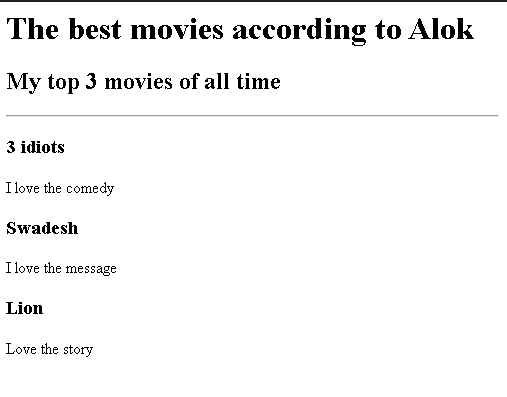 The best movies according to Alok
My top 3 movies of all time
3 idiots
I love the comedy
Swadesh
I love the message
Lion
Love the story